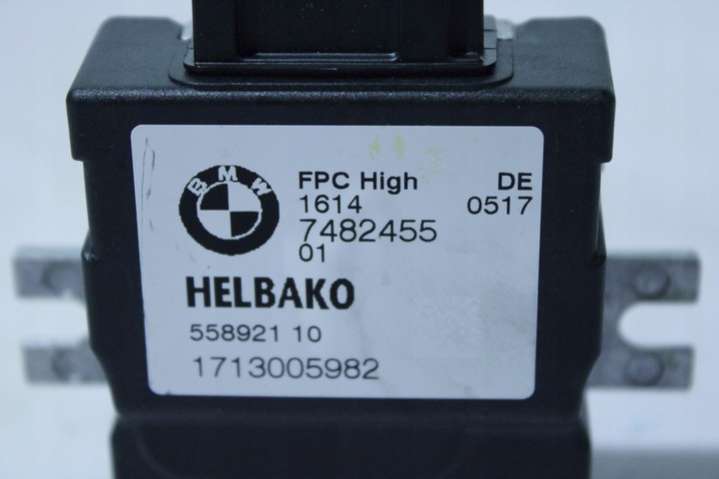 BMW
FPC High DE
1614 0517
7482455
01
HELBAKO
558921 10
1713005982